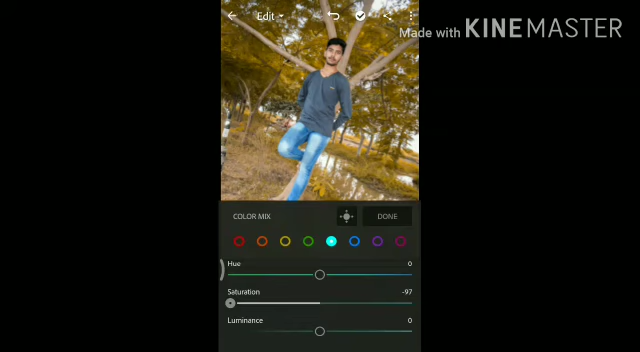 Edit
Made with KINEMASTER
COLOR MIX
DONE
Hue 0
Saturation -97
Luminance 0